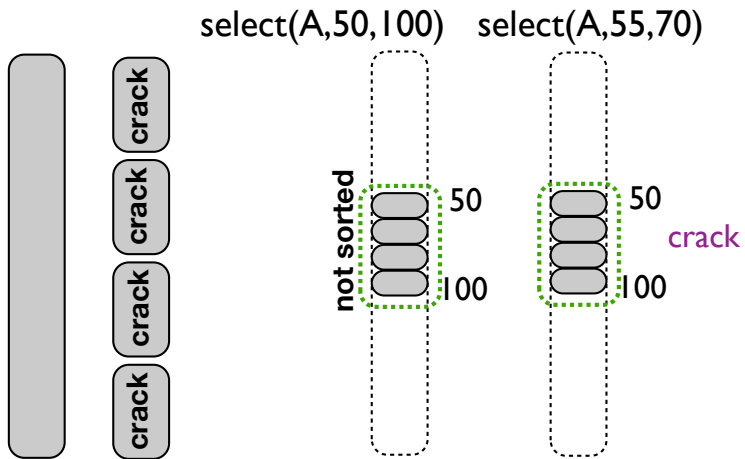 select(A,50,100)
select(A,55,70)
crack
crack
crack
crack
not sorted
50
100
50
100
crack